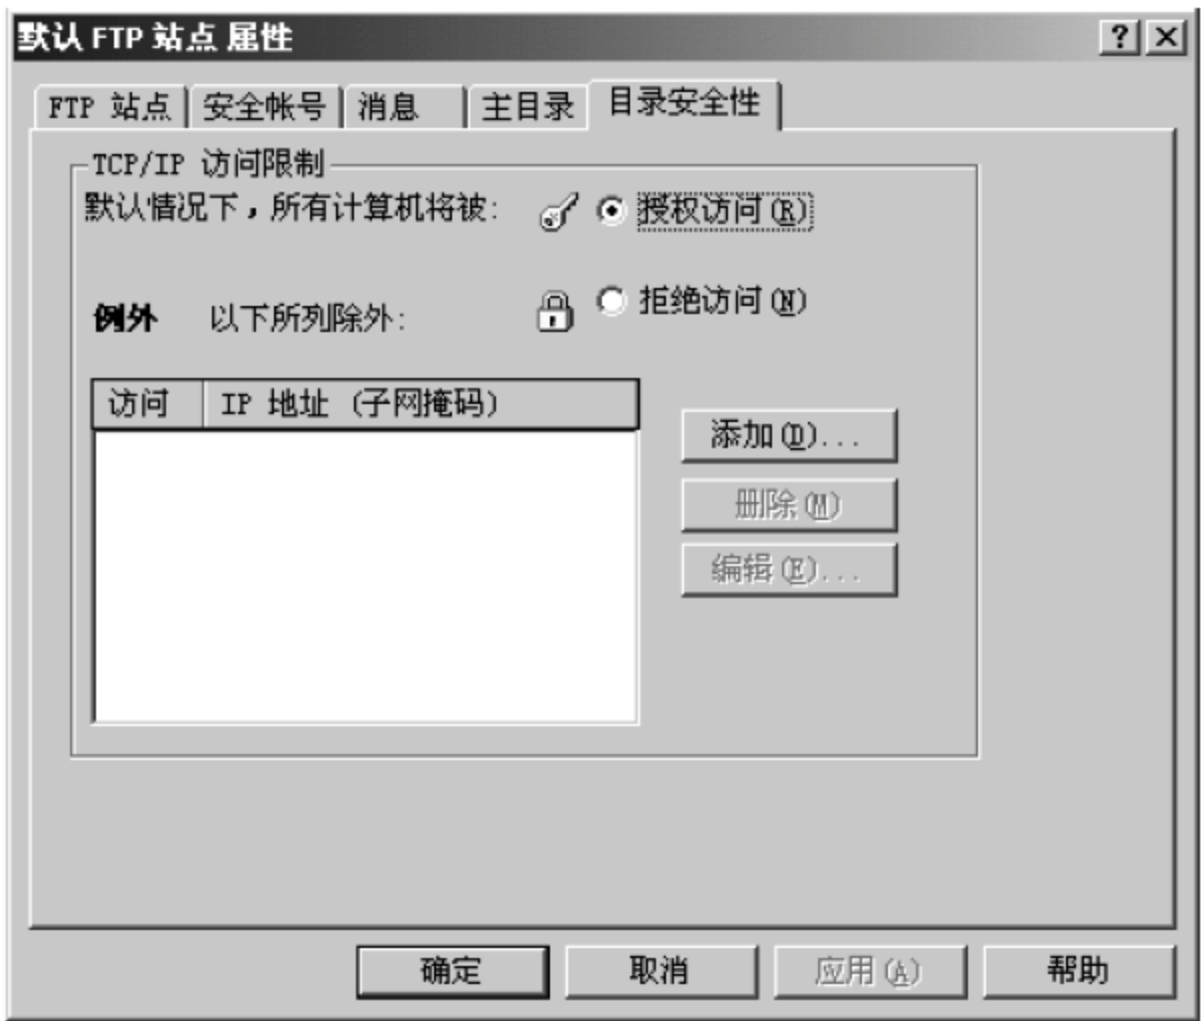 默认 FTP 站点 属性
FTP 站点 安全帐号 消息 主目录 目录安全性
TCP/IP 访问限制
默认情况下，所有计算机将被： 授权访问(R)
例外 以下所列除外： 拒绝访问(N)
访问 IP 地址 (子网掩码)
添加(D)...
删除(M)
编辑(E)...
确定 取消 应用(A) 帮助